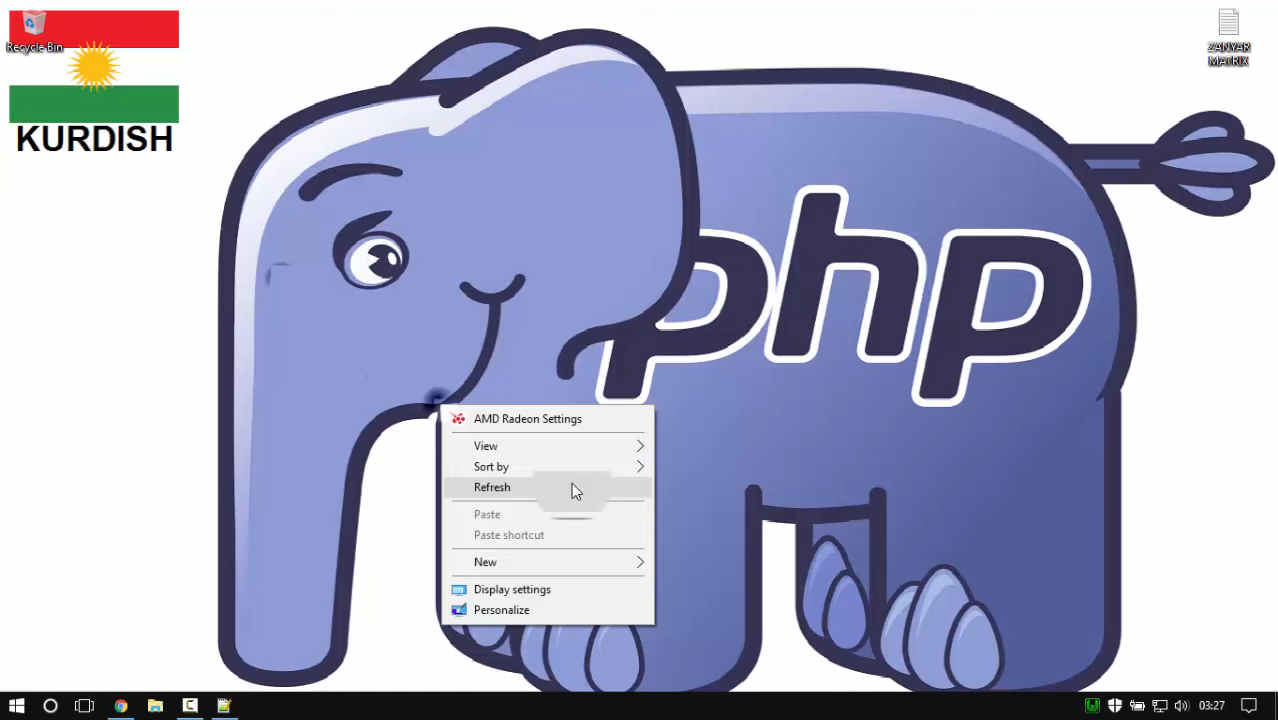 Recycle Bin
KURDISH
ZANYAR
MATRIX
php
AMD Radeon Settings
View
Sort by
Refresh
Paste
Paste shortcut
New
Display settings
Personalize
03:27